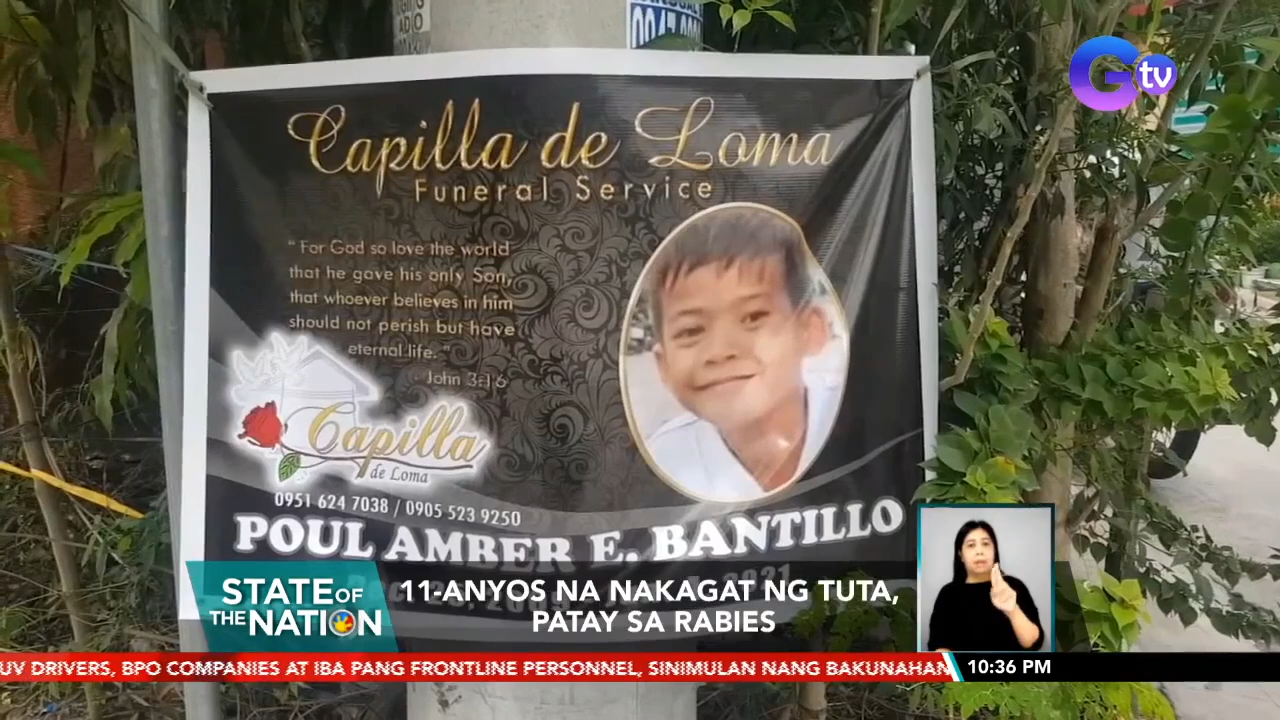 Gtv
Capilla de Loma
Funeral Service
“ For God so love the world
that he gave his only Son,
that whoever believes in him
should not perish but have
eternal life. ”
John 3:16
Capilla
de Loma
0951 624 7038 / 0905 523 9250
POUL AMBER E. BANTILLO
STATE OF
THE NATION
11-ANYOS NA NAKAGAT NG TUTA,
PATAY SA RABIES
UV DRIVERS, BPO COMPANIES AT IBA PANG FRONTLINE PERSONNEL, SINIMULAN NANG BAKUNAHAN
10:36 PM